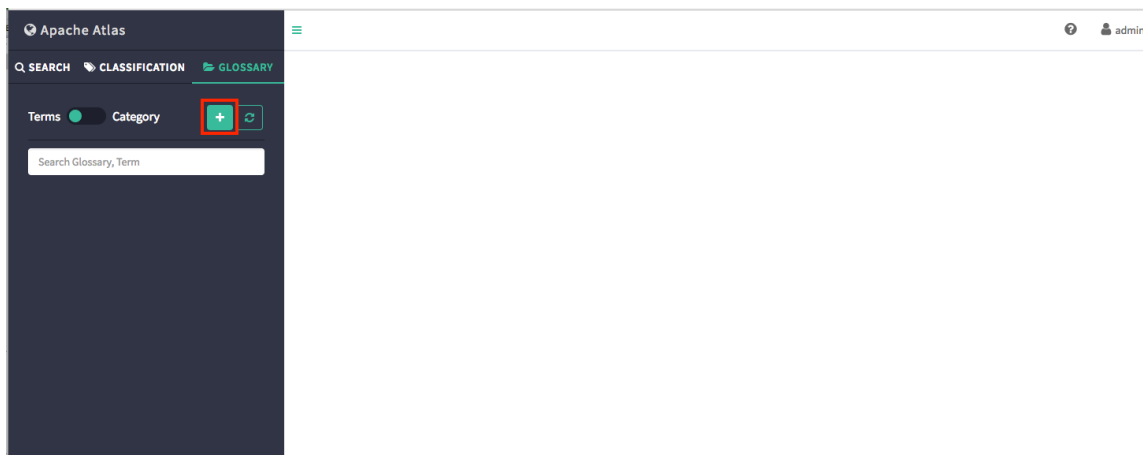 Apache Atlas
admin
SEARCH CLASSIFICATION GLOSSARY
Terms Category
Search Glossary, Term